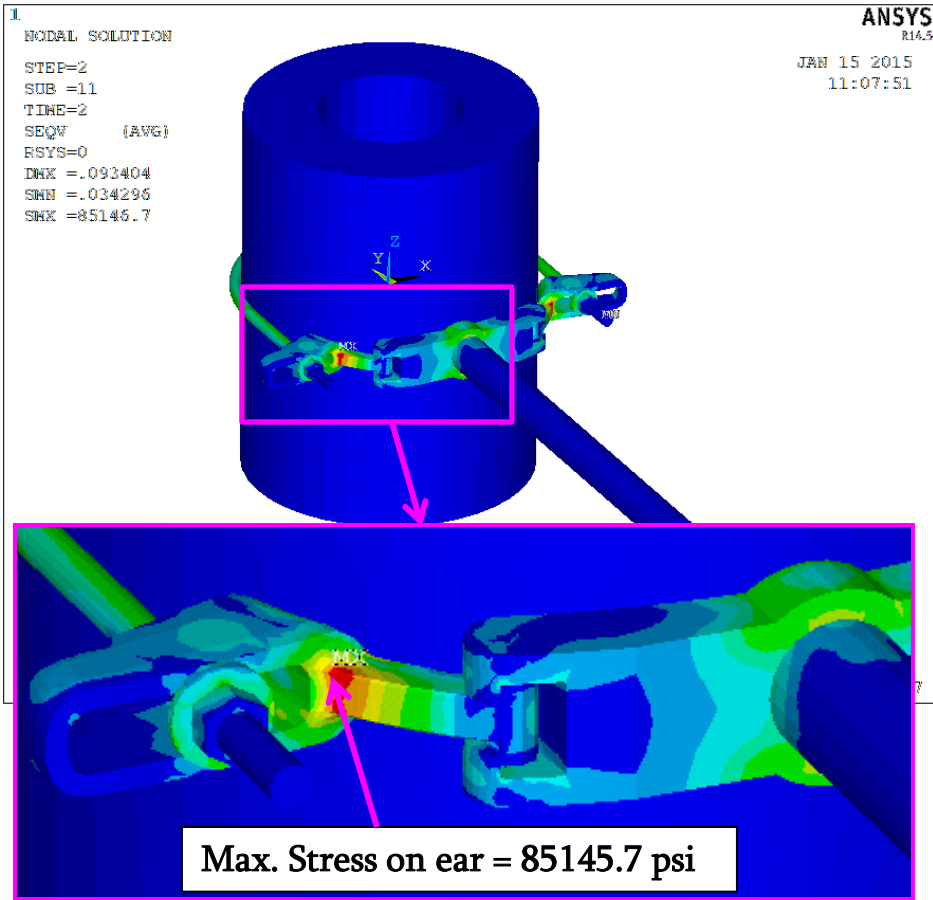 1
NODAL SOLUTION
STEP=2
SUB =11
TIME=2
SEQV (AVG)
RSYS=0
DMX =.093404
SMN =.034296
SMX =85146.7
ANSYS
R14.5
JAN 15 2015
11:07:51
Z
Y
X
MX
MN
MX
7
Max. Stress on ear = 85145.7 psi